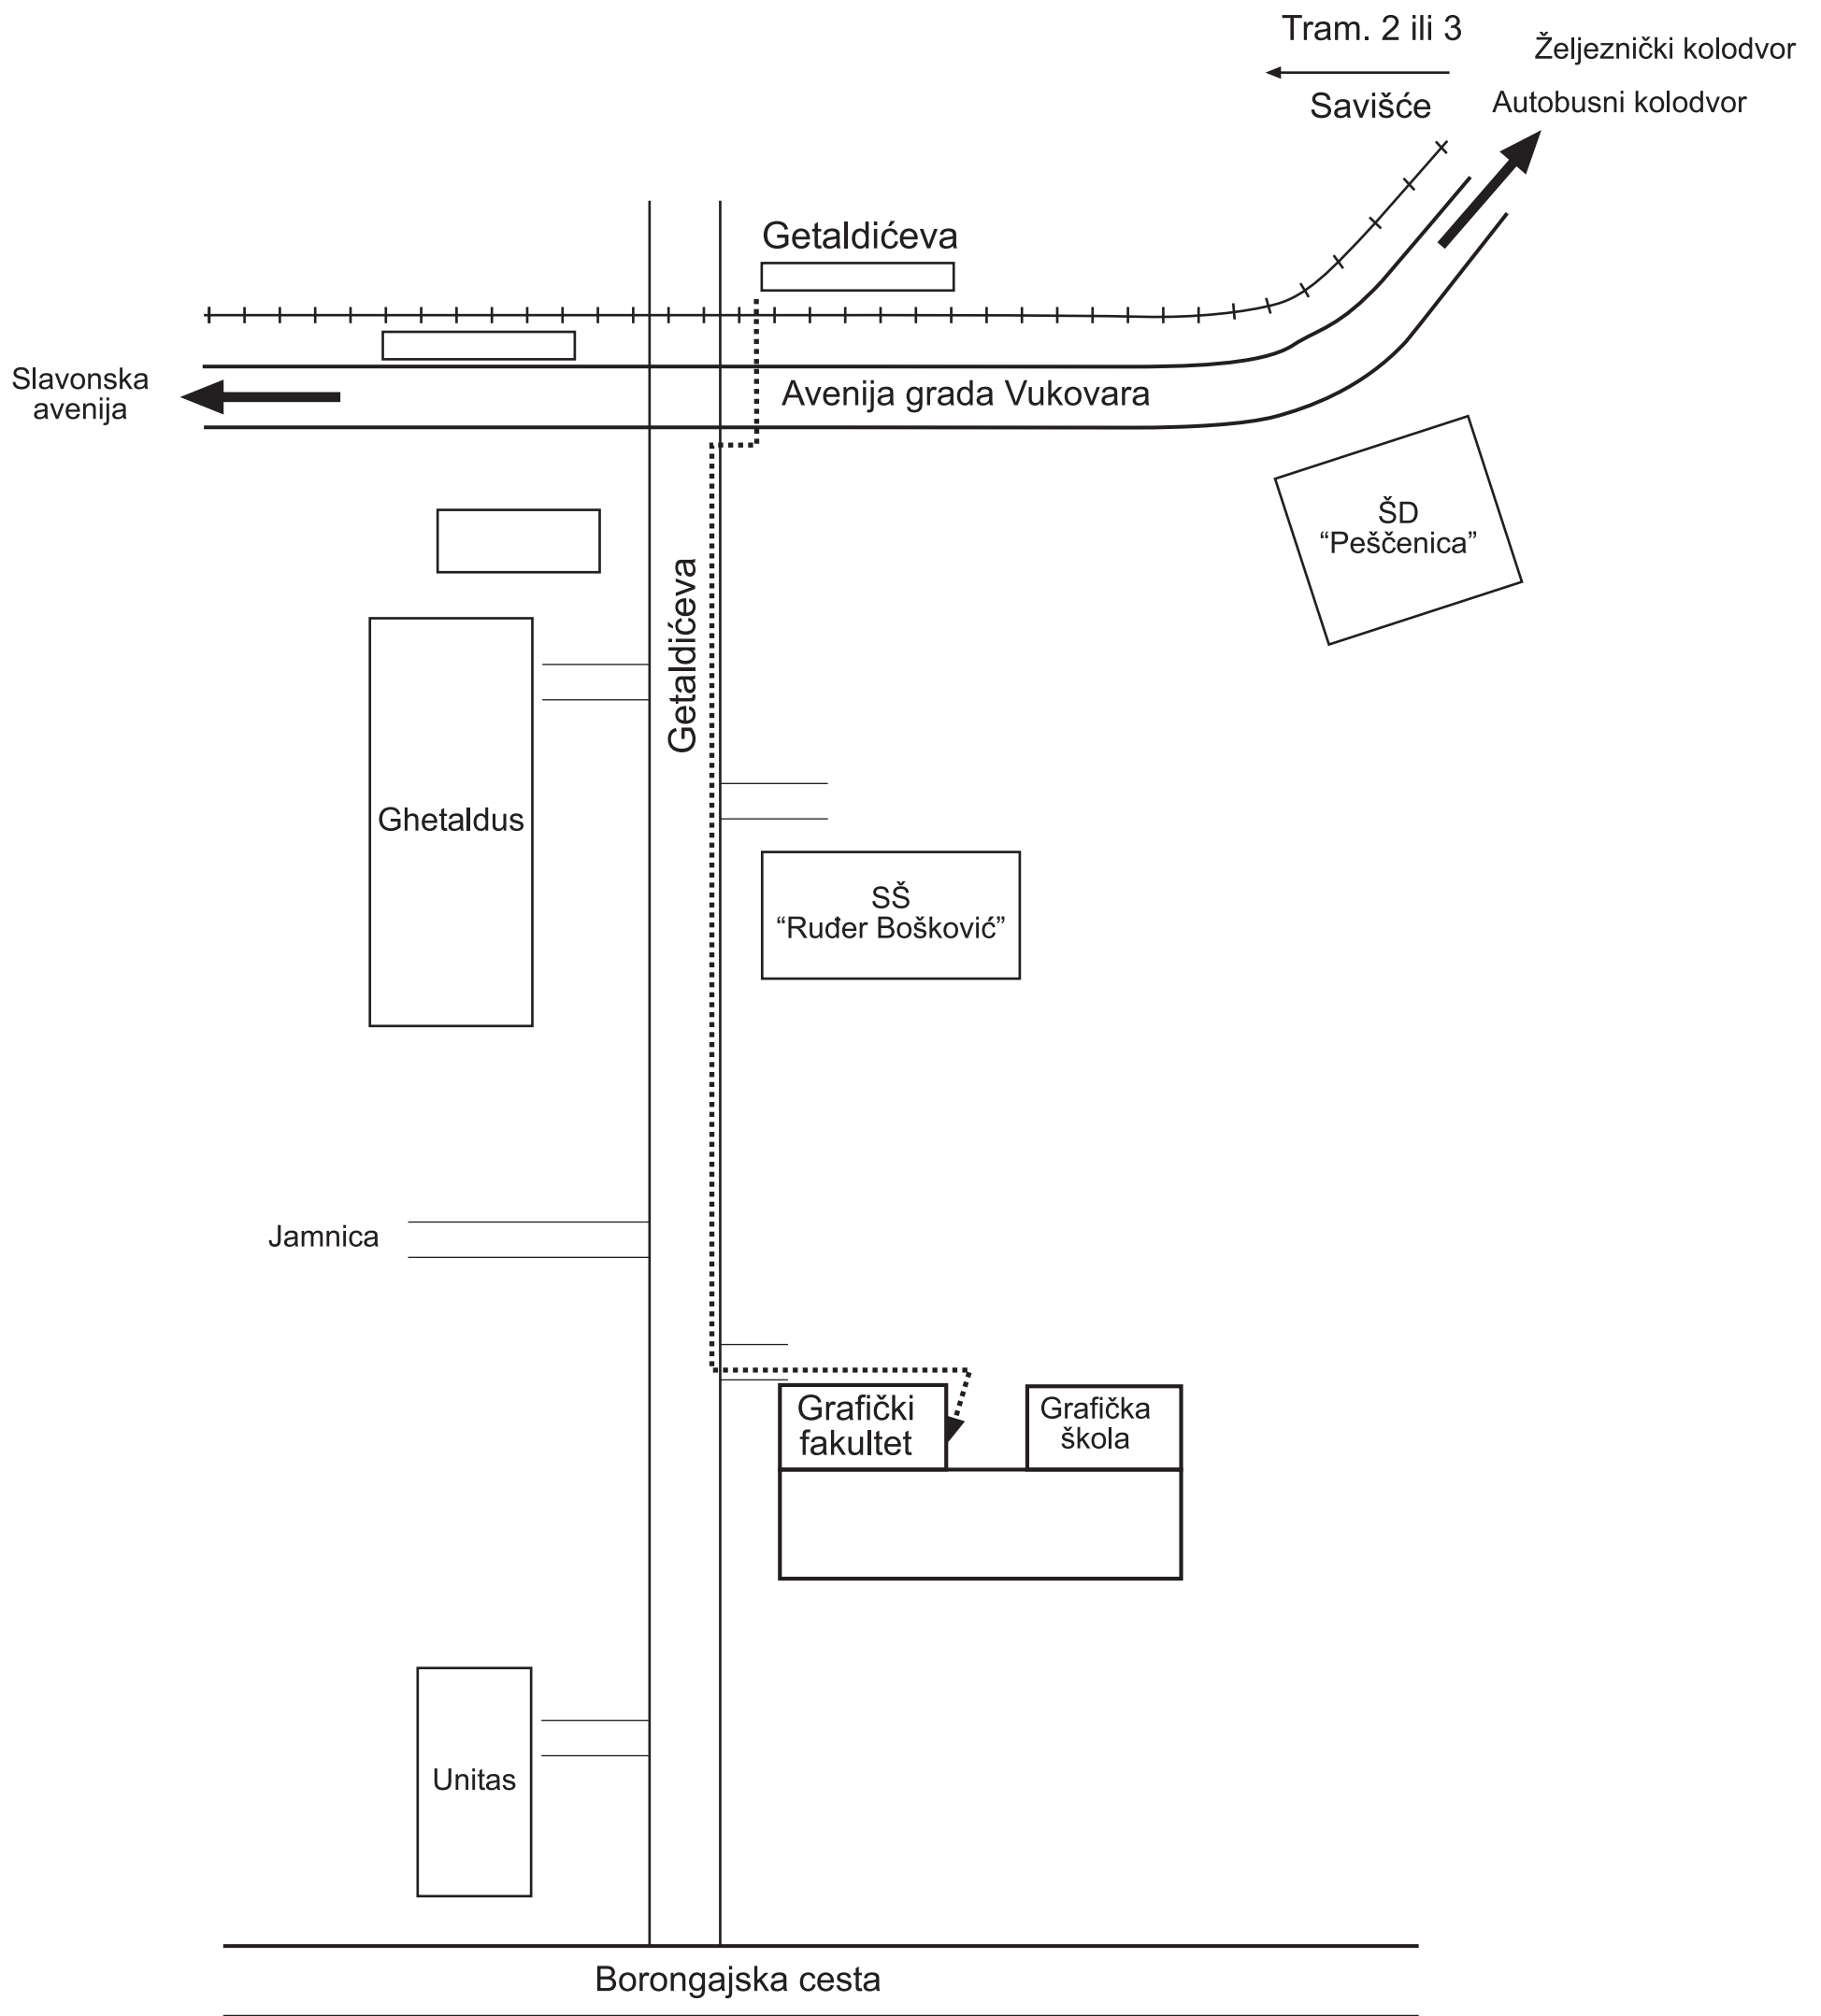 Tram. 2 ili 3
Savišće
Željeznički kolodvor
Autobusni kolodvor
Getaldićeva
Slavonska
avenija
Avenija grada Vukovara
ŠD
“Peščenica”
Getaldićeva
Ghetaldus
SŠ
“Ruđer Bošković”
Jamnica
Grafički
fakultet
Grafička
škola
Unitas
Borongajska cesta